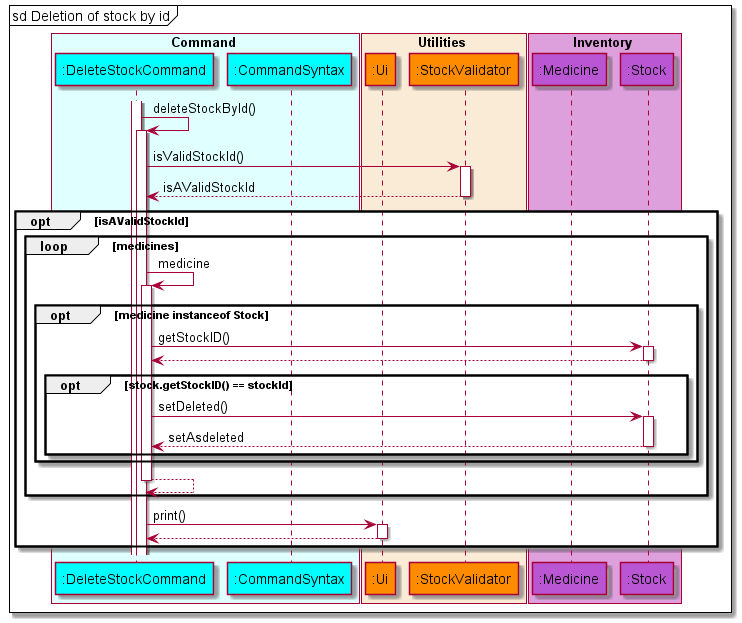 sd Deletion of stock by id
Command
Utilities
Inventory
:DeleteStockCommand
:CommandSyntax
:Ui
:StockValidator
:Medicine
:Stock
deleteStockById()
isValidStockId()
isAValidStockId
opt
[isAValidStockId]
loop
[medicines]
medicine
opt
[medicine instanceof Stock]
getStockID()
opt
[stock.getStockID() == stockId]
setDeleted()
setAsdeleted
print()
:DeleteStockCommand
:CommandSyntax
:Ui
:StockValidator
:Medicine
:Stock